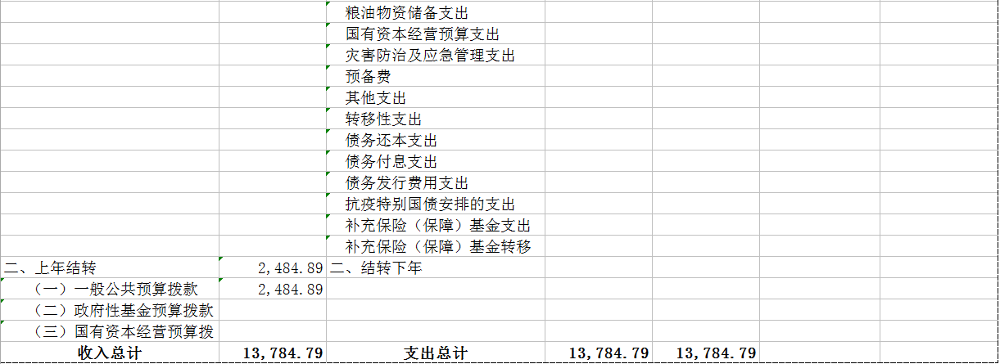 粮油物资储备支出
国有资本经营预算支出
灾害防治及应急管理支出
预备费
其他支出
转移性支出
债务还本支出
债务付息支出
债务发行费用支出
抗疫特别国债安排的支出
补充保险（保障）基金支出
补充保险（保障）基金转移
二、上年结转 2,484.89 二、结转下年
（一）一般公共预算拨款 2,484.89
（二）政府性基金预算拨款
（三）国有资本经营预算拨
收入总计 13,784.79 支出总计 13,784.79 13,784.79